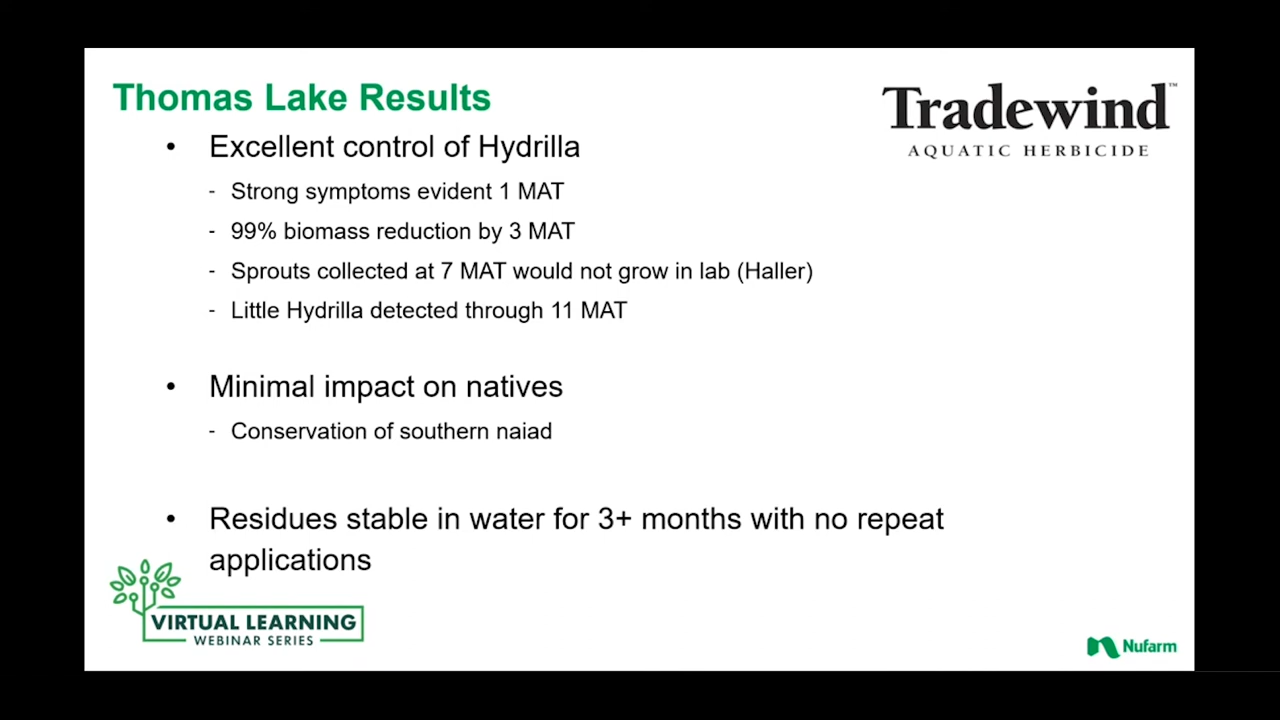 Thomas Lake Results
Tradewind™
AQUATIC HERBICIDE
• Excellent control of Hydrilla
- Strong symptoms evident 1 MAT
- 99% biomass reduction by 3 MAT
- Sprouts collected at 7 MAT would not grow in lab (Haller)
- Little Hydrilla detected through 11 MAT
• Minimal impact on natives
- Conservation of southern naiad
• Residues stable in water for 3+ months with no repeat
applications
VIRTUAL LEARNING
WEBINAR SERIES
Nufarm